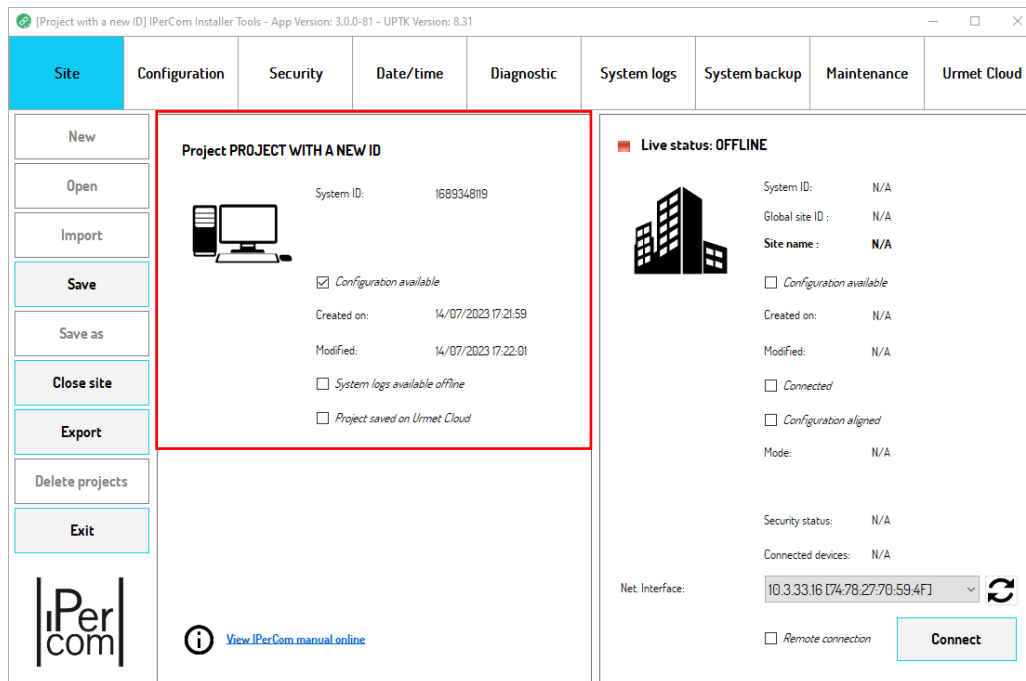 [Project with a new ID] IPerCom Installer Tools - App Version: 3.0.0-81 - UPTK Version: 8.31
Site
Configuration
Security
Date/time
Diagnostic
System logs
System backup
Maintenance
Urmet Cloud
New
Open
Import
Save
Save as
Close site
Export
Delete projects
Exit
IPer
com
Project PROJECT WITH A NEW ID
System ID: 1689348119
Configuration available
Created on: 14/07/2023 17:21:59
Modified: 14/07/2023 17:22:01
System logs available offline
Project saved on Urmet Cloud
View IPerCom manual online
Live status: OFFLINE
System ID: N/A
Global site ID : N/A
Site name : N/A
Configuration available
Created on: N/A
Modified: N/A
Connected
Configuration aligned
Mode: N/A
Security status: N/A
Connected devices: N/A
Net. Interface: 10.3.33.16 [74:78:27:70:59:4F]
Remote connection
Connect